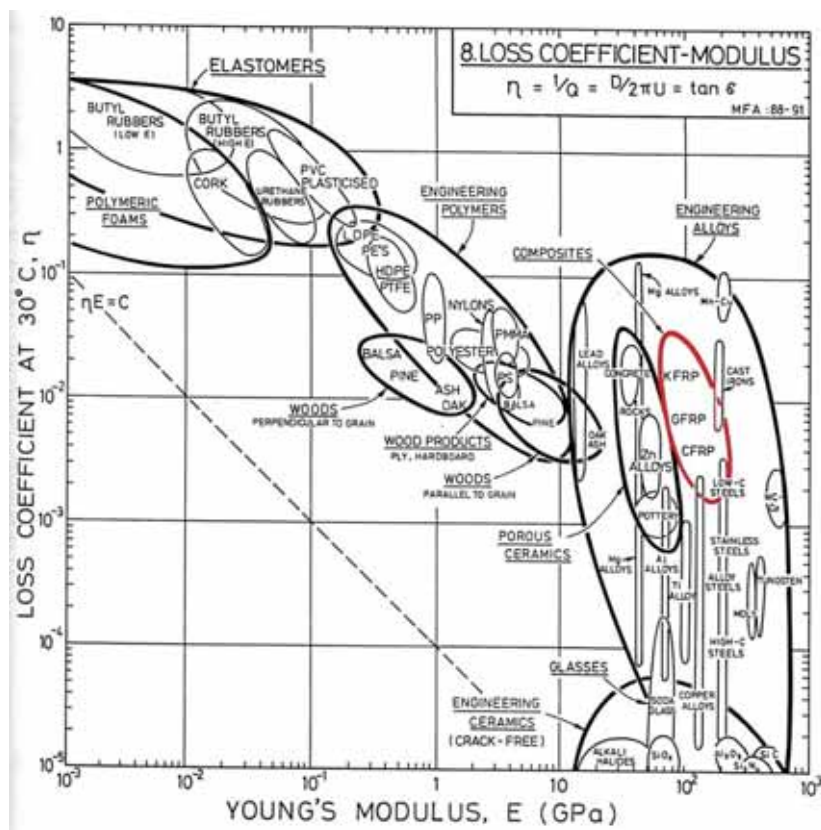 8. LOSS COEFFICIENT-MODULUS
η = 1/Q = D/2πU = tan δ
MFA : 88-91
10
1
10⁻¹
10⁻²
10⁻³
10⁻⁴
10⁻⁵
LOSS COEFFICIENT AT 30°C, η
ELASTOMERS
BUTYL
RUBBERS
(LOW E)
BUTYL
RUBBERS
(HIGH E)
PVC
PLASTICISED
CORK
URETHANE
RUBBERS
POLYMERIC
FOAMS
ENGINEERING
POLYMERS
ENGINEERING
ALLOYS
COMPOSITES
LDPE
PE'S
HDPE
PTFE
Mg ALLOYS
ηE=C
PP
NYLONS
PMMA
POLYESTER
PS
BALSA
PINE
ASH
OAK
LEAD
ALLOYS
CONCRETE
KFRP
CAST
IRONS
WOODS
PERPENDICULAR TO GRAIN
BALSA
PINE
ROCKS
GFRP
WOOD PRODUCTS
PLY, HARDBOARD
OAK
ASH
CFRP
Zn
ALLOYS
WOODS
PARALLEL TO GRAIN
LOW-C
STEELS
POTTERY
POROUS
CERAMICS
STAINLESS
STEELS
Mg
ALLOYS
Al
ALLOYS
Ti
ALLOY
ALLOY
STEELS
TUNGSTEN
HIGH-C
STEELS
GLASSES
ENGINEERING
CERAMICS
(CRACK-FREE)
SODA
GLASS
COPPER
ALLOYS
ALKALI
HALIDES
SiO₂
Al₂O₃
SiC
10⁻³
10⁻²
10⁻¹
1
10
10²
10³
YOUNG'S MODULUS, E (GPa)